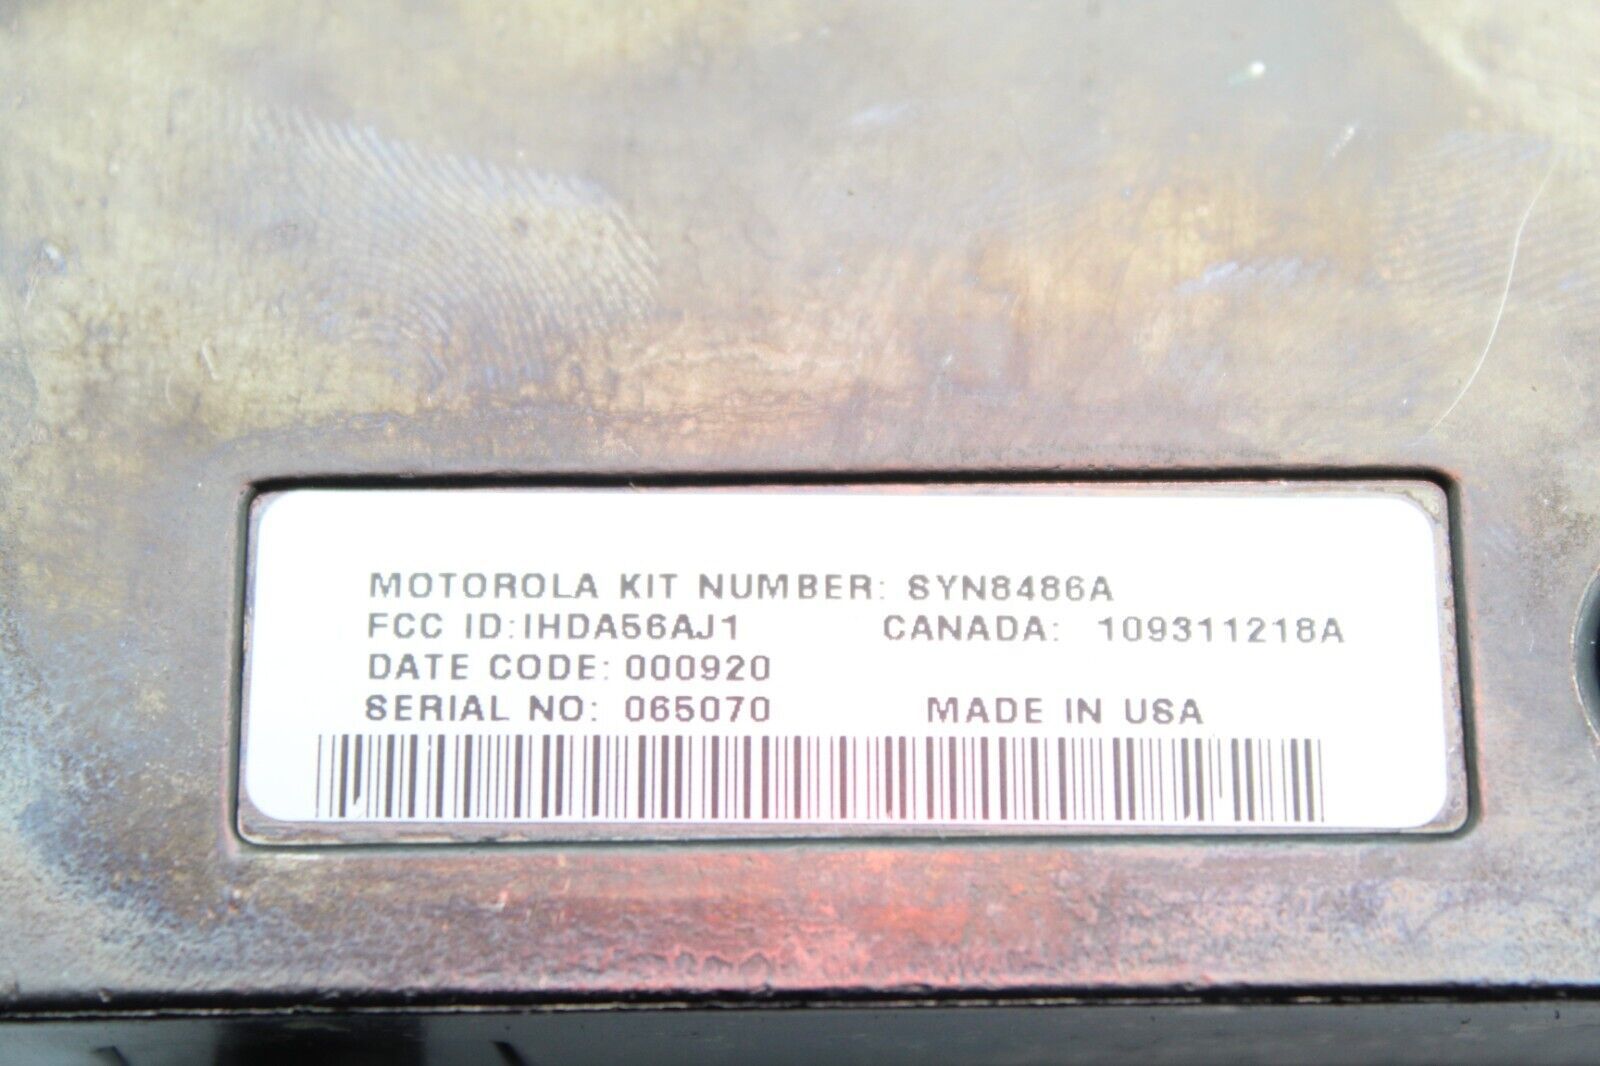 MOTOROLA KIT NUMBER: SYN8486A
FCC ID:IHDA56AJ1 CANADA: 109311218A
DATE CODE: 000920
SERIAL NO: 065070 MADE IN USA